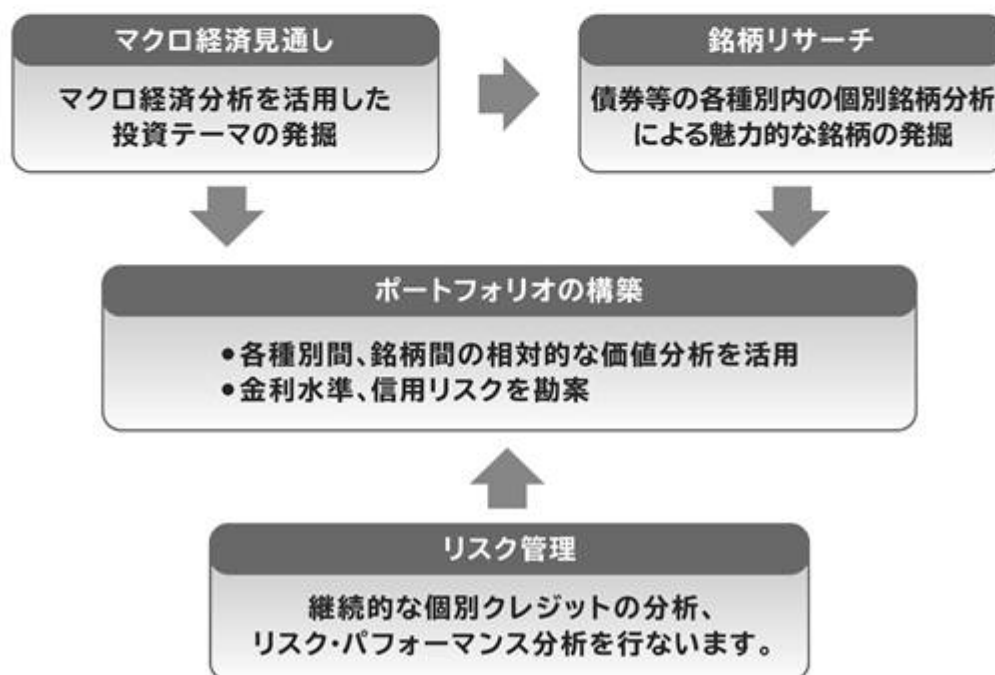 マクロ経済見通し
マクロ経済分析を活用した
投資テーマの発掘
銘柄リサーチ
債券等の各種別内の個別銘柄分析
による魅力的な銘柄の発掘
ポートフォリオの構築
●各種別間、銘柄間の相対的な価値分析を活用
●金利水準、信用リスクを勘案
リスク管理
継続的な個別クレジットの分析、
リスク・パフォーマンス分析を行ないます。